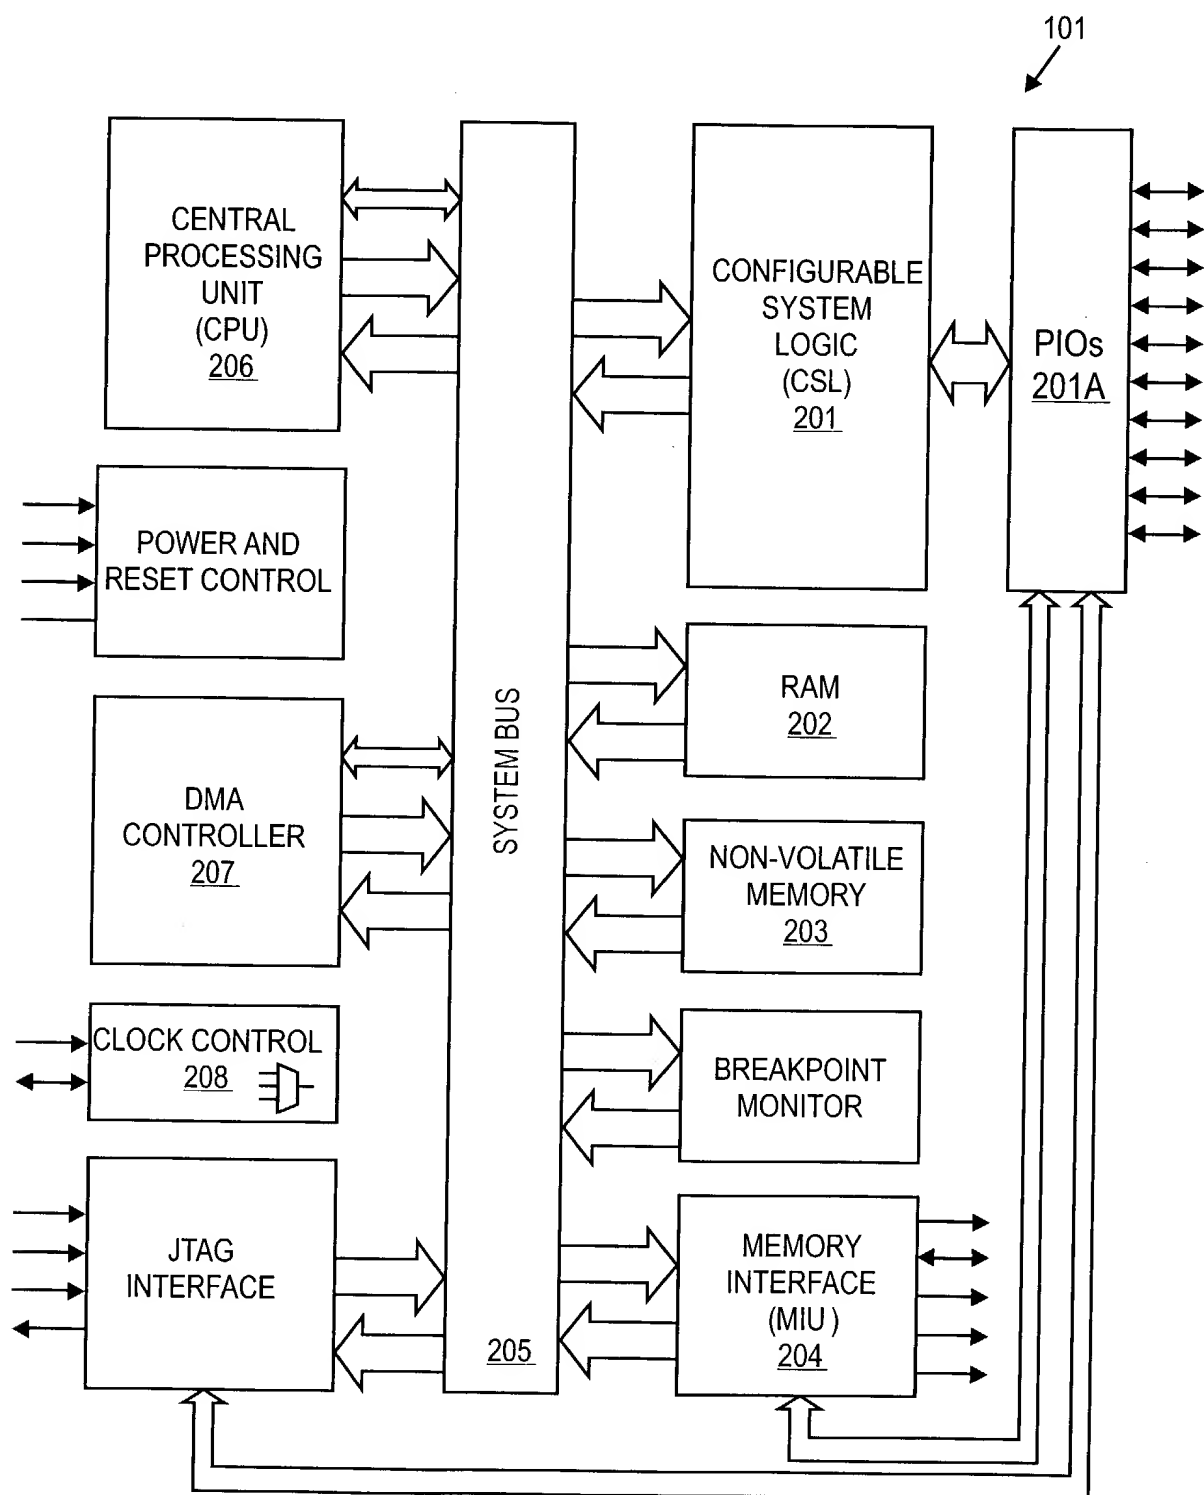 101
CENTRAL
PROCESSING
UNIT
(CPU)
206
POWER AND
RESET CONTROL
DMA
CONTROLLER
207
CLOCK CONTROL
208
JTAG
INTERFACE
SYSTEM BUS
205
CONFIGURABLE
SYSTEM
LOGIC
(CSL)
201
PIOs
201A
RAM
202
NON-VOLATILE
MEMORY
203
BREAKPOINT
MONITOR
MEMORY
INTERFACE
(MIU)
204